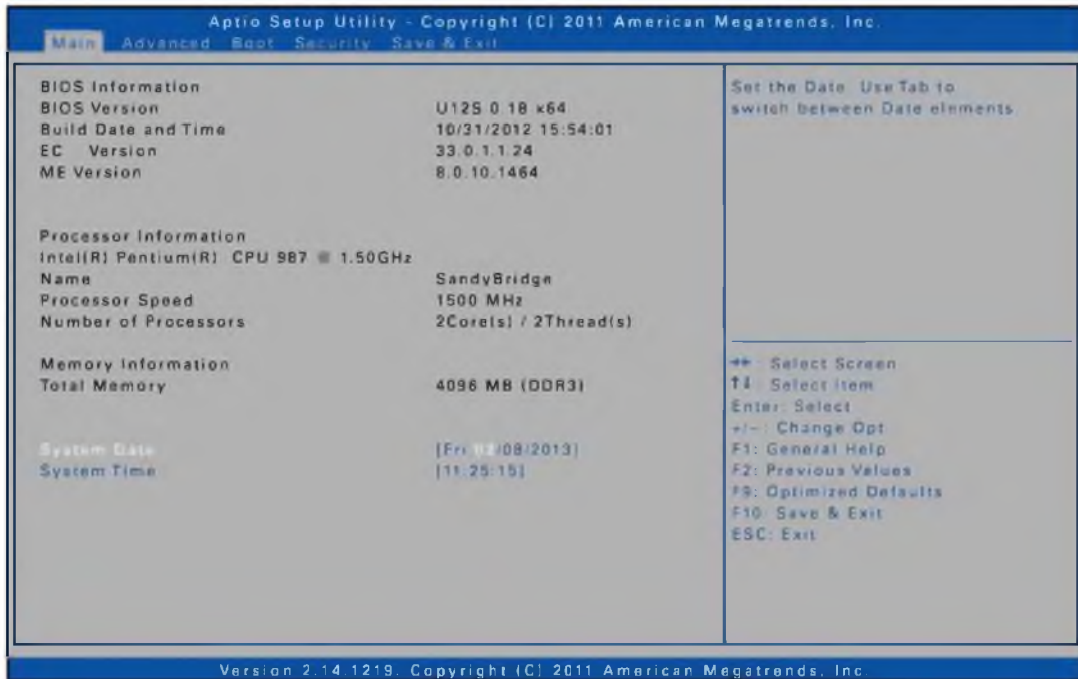 Aptio Setup Utility - Copyright (C) 2011 American Megatrends, Inc.
Main Advanced Boot Security Save & Exit
BIOS Information
BIOS Version U12S 0 18 x64
Build Date and Time 10/31/2012 15:54:01
EC Version 33.0.1.1.24
ME Version 8.0.10.1464
Processor Information
Intel(R) Pentium(R) CPU 987 1.50GHz
Name SandyBridge
Processor Speed 1500 MHz
Number of Processors 2Core(s) / 2Thread(s)
Memory Information
Total Memory 4096 MB (DDR3)
System Date [Fri /08/2013]
System Time [11:25:15]
Set the Date Use Tab to
switch between Date elements
: Select Screen
↑↓ : Select Item
Enter: Select
+/- : Change Opt
F1: General Help
F2: Previous Values
F9: Optimized Defaults
F10: Save & Exit
ESC: Exit
Version 2.14.1219. Copyright (C) 2011 American Megatrends, Inc.